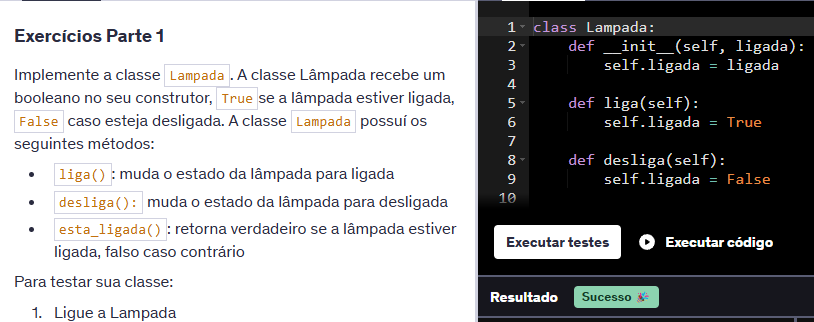 Exercícios Parte 1
Implemente a classe Lampada. A classe Lâmpada recebe um
booleano no seu construtor, True se a lâmpada estiver ligada,
False caso esteja desligada. A classe Lampada possuí os
seguintes métodos:
• liga(): muda o estado da lâmpada para ligada
• desliga(): muda o estado da lâmpada para desligada
• esta_ligada(): retorna verdadeiro se a lâmpada estiver
ligada, falso caso contrário
Para testar sua classe:
1. Ligue a Lampada
1 class Lampada:
2     def __init__(self, ligada):
3         self.ligada = ligada
4
5     def liga(self):
6         self.ligada = True
7
8     def desliga(self):
9         self.ligada = False
10
Executar testes
Executar código
Resultado
Sucesso 🎉